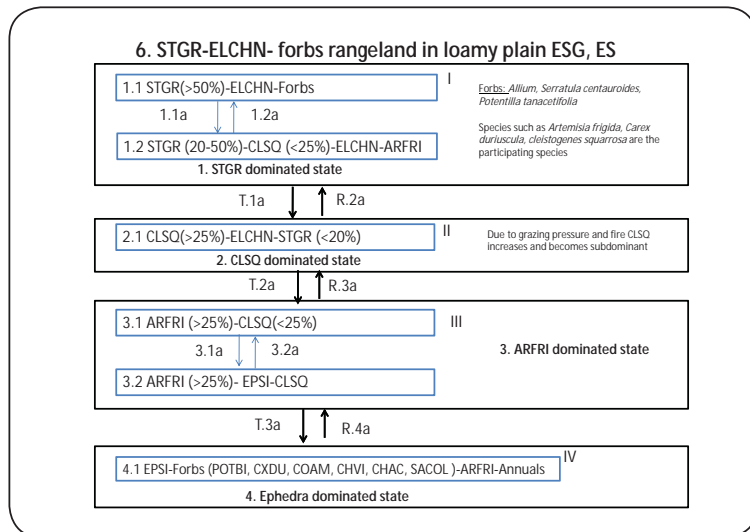 6. STGR-ELCHN- forbs rangeland in loamy plain ESG, ES
I
1.1 STGR(>50%)-ELCHN-Forbs
1.1a
1.2a
1.2 STGR (20-50%)-CLSQ (<25%)-ELCHN-ARFRI
1. STGR dominated state
Forbs: Allium, Serratula centauroides,
Potentilla tanacetifolia
Species such as Artemisia frigida, Carex
duriuscula, cleistogenes squarrosa are the
participating species
T.1a
R.2a
II
2.1 CLSQ(>25%)-ELCHN-STGR (<20%)
2. CLSQ dominated state
Due to grazing pressure and fire CLSQ
increases and becomes subdominant
T.2a
R.3a
III
3.1 ARFRI (>25%)-CLSQ(<25%)
3.1a
3.2a
3. ARFRI dominated state
3.2 ARFRI (>25%)- EPSI-CLSQ
T.3a
R.4a
IV
4.1 EPSI-Forbs (POTBI, CXDU, COAM, CHVI, CHAC, SACOL )-ARFRI-Annuals
4. Ephedra dominated state